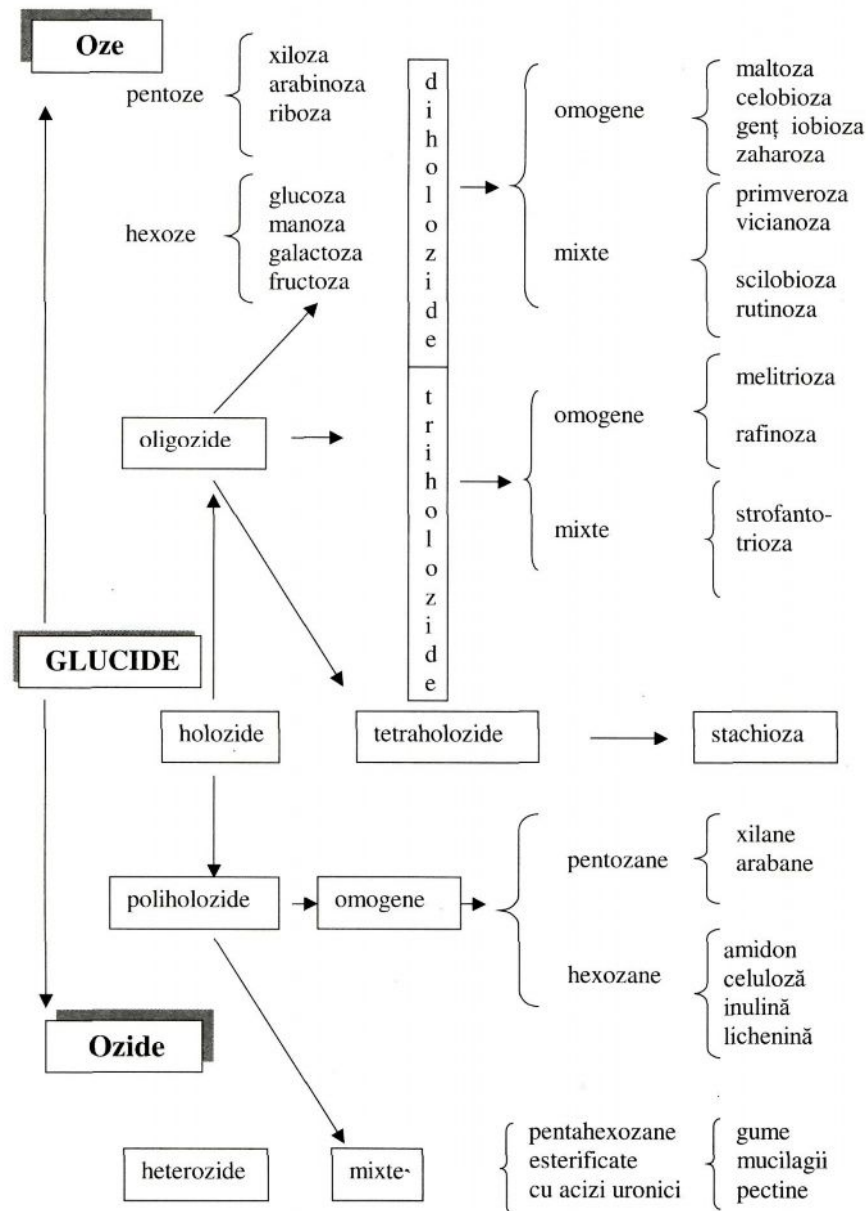 Oze
pentoze
xiloza
arabinoza
riboza
hexoze
glucoza
manoza
galactoza
fructoza
diholozide
omogene
maltoza
celobioza
genț iobioza
zaharoza
mixte
primveroza
vicianoza
scilobioza
rutinoza
oligozide
triholozide
omogene
melitrioza
rafinoza
mixte
strofanto-
trioza
GLUCIDE
holozide
tetraholozide
stachioza
poliholozide
omogene
pentozane
xilane
arabane
hexozane
amidon
celuloză
inulină
lichenină
Ozide
heterozide
mixte
pentahexozane
esterificate
cu acizi uronici
gume
mucilagii
pectine